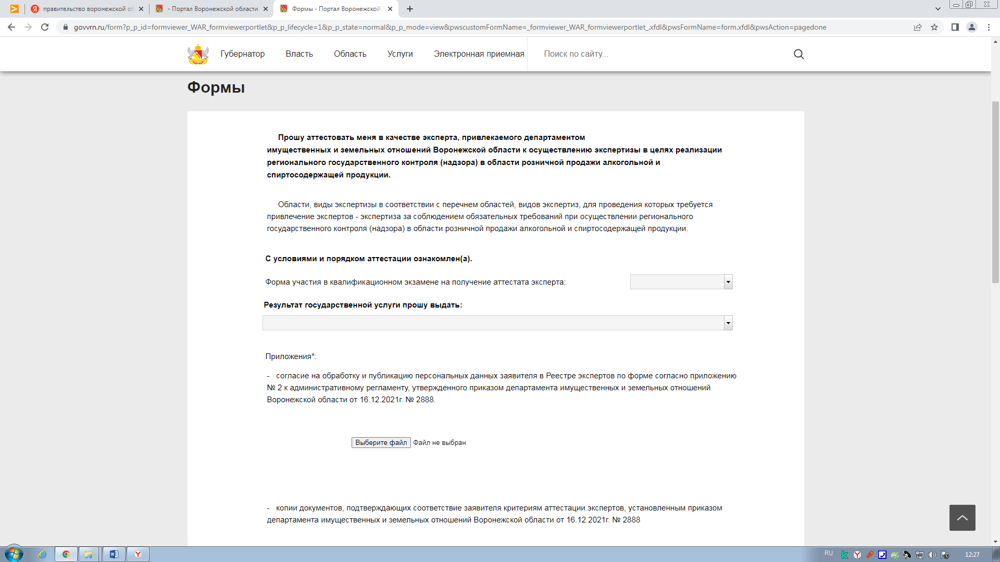 правительство воронежской об
- Портал Воронежской области
Формы - Портал Воронежской
govvrn.ru/form?p_p_id=formviewer_WAR_formviewerportlet&p_p_lifecycle=1&p_p_state=normal&p_p_mode=view&pwscustomFormName=_formviewer_WAR_formviewerportlet_.xfdl&pwsFormName=form.xfdl&pwsAction=pagedone
Губернатор Власть Область Услуги Электронная приемная Поиск по сайту...
Формы
Прошу аттестовать меня в качестве эксперта, привлекаемого департаментом
имущественных и земельных отношений Воронежской области к осуществлению экспертизы в целях реализации
регионального государственного контроля (надзора) в области розничной продажи алкогольной и
спиртосодержащей продукции.
Области, виды экспертизы в соответствии с перечнем областей, видов экспертиз, для проведения которых требуется
привлечение экспертов - экспертиза за соблюдением обязательных требований при осуществлении регионального
государственного контроля (надзора) в области розничной продажи алкогольной и спиртосодержащей продукции.
С условиями и порядком аттестации ознакомлен(а).
Форма участия в квалификационном экзамене на получение аттестата эксперта:
Результат государственной услуги прошу выдать:
Приложения*:
- согласие на обработку и публикацию персональных данных заявителя в Реестре экспертов по форме согласно приложению
№ 2 к административному регламенту, утвержденного приказом департамента имущественных и земельных отношений
Воронежской области от 16.12.2021г. № 2888.
Выберите файл Файл не выбран
- копии документов, подтверждающих соответствие заявителя критериям аттестации экспертов, установленным приказом
департамента имущественных и земельных отношений Воронежской области от 16.12.2021г. № 2888
RU
12:27